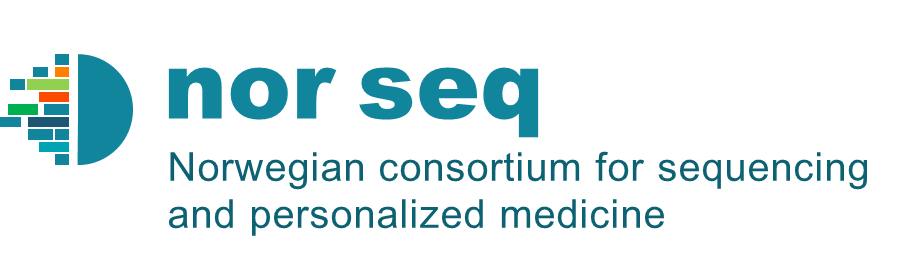 nor seq
Norwegian consortium for sequencing
and personalized medicine